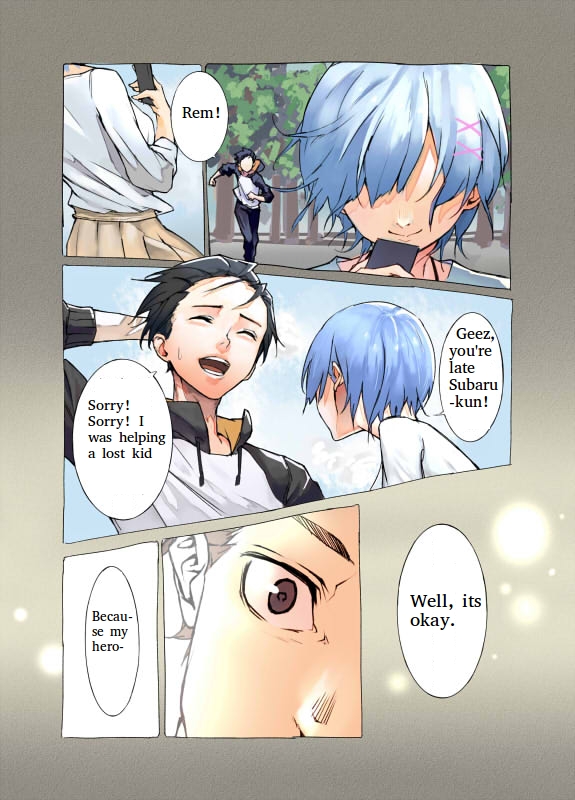 Rem!
Geez,
you're
late
Subaru
-kun!
Sorry!
Sorry! I
was helping
a lost kid
Well, its
okay.
Becau-
se my
hero-